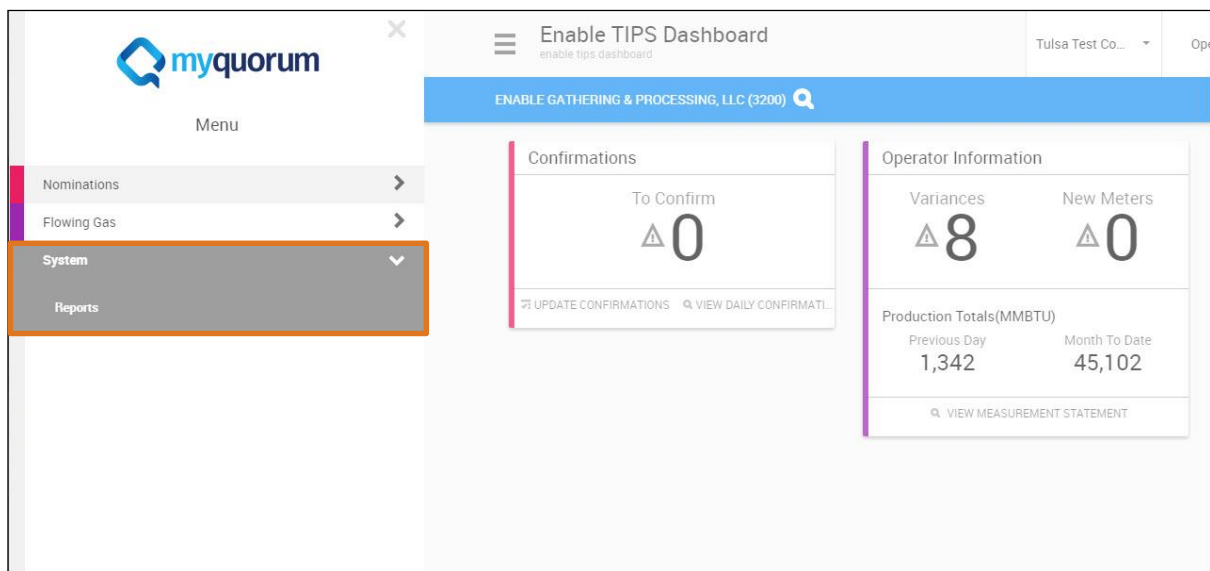 myquorum
Menu
Nominations
Flowing Gas
System
Reports
Enable TIPS Dashboard
enable tips dashboard
Tulsa Test Co...
Ope
ENABLE GATHERING & PROCESSING, LLC (3200)
Confirmations
To Confirm
0
UPDATE CONFIRMATIONS VIEW DAILY CONFIRMATI...
Operator Information
Variances New Meters
8 0
Production Totals(MMBTU)
Previous Day Month To Date
1,342 45,102
VIEW MEASUREMENT STATEMENT